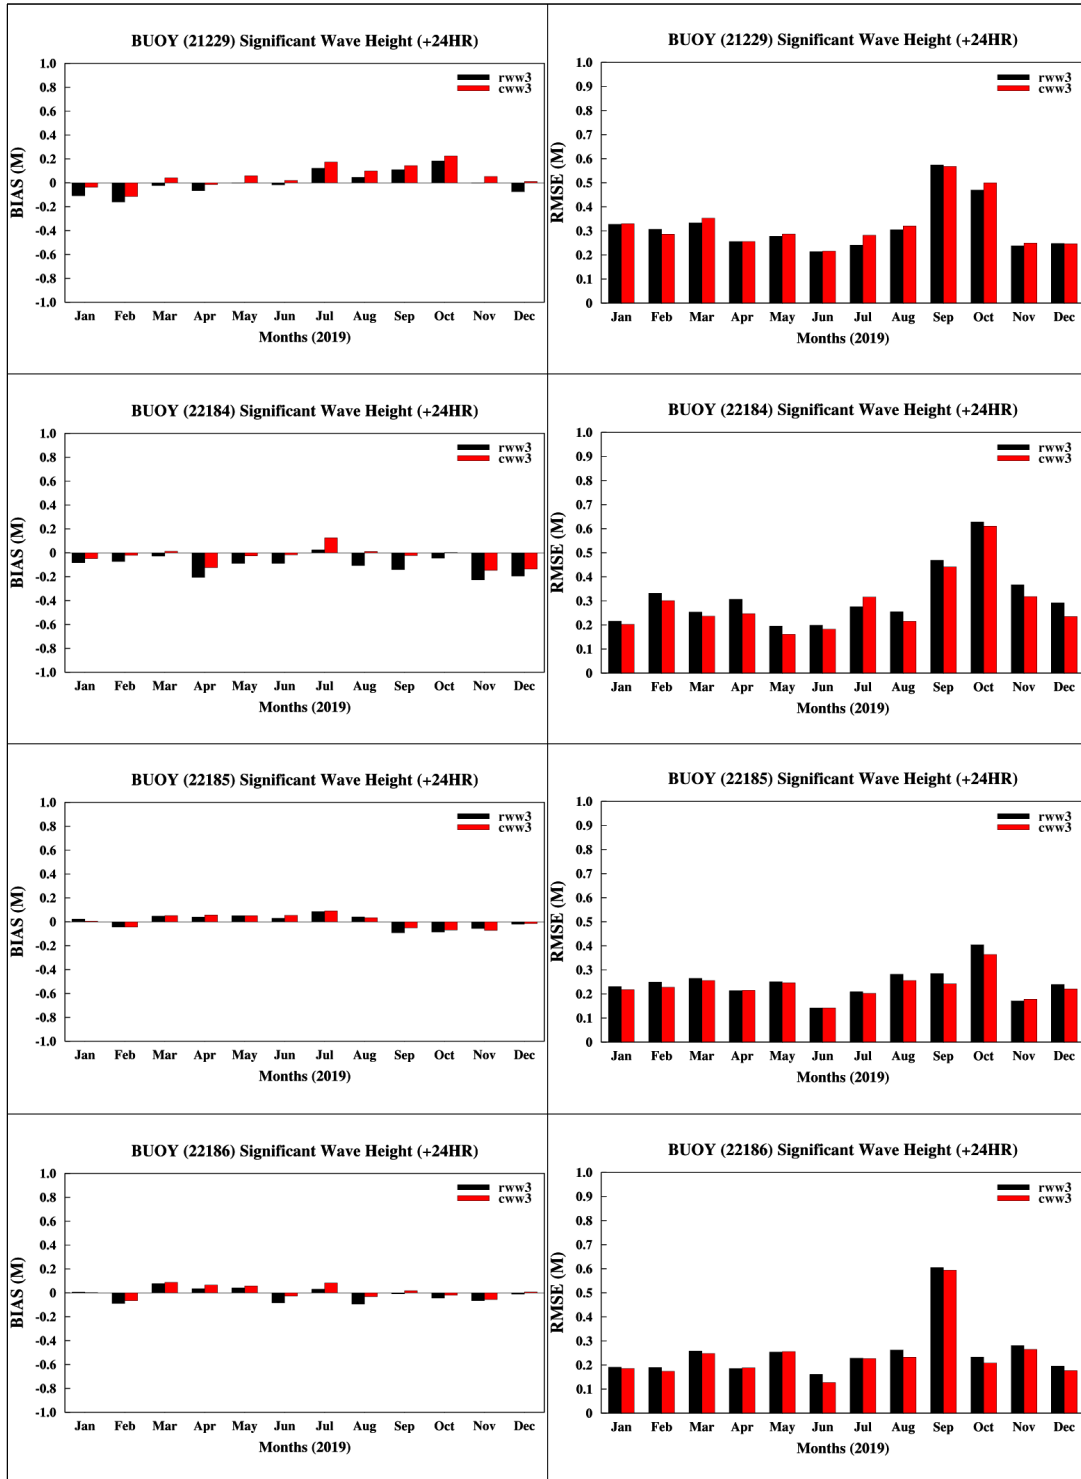 BUOY (21229) Significant Wave Height (+24HR)
1.0
0.8
0.6
0.4
0.2
0
-0.2
-0.4
-0.6
-0.8
-1.0
BIAS (M)
rww3
cww3
Jan Feb Mar Apr May Jun Jul Aug Sep Oct Nov Dec
Months (2019)
BUOY (21229) Significant Wave Height (+24HR)
1.0
0.9
0.8
0.7
0.6
0.5
0.4
0.3
0.2
0.1
0
RMSE (M)
rww3
cww3
Jan Feb Mar Apr May Jun Jul Aug Sep Oct Nov Dec
Months (2019)
BUOY (22184) Significant Wave Height (+24HR)
1.0
0.8
0.6
0.4
0.2
0
-0.2
-0.4
-0.6
-0.8
-1.0
BIAS (M)
rww3
cww3
Jan Feb Mar Apr May Jun Jul Aug Sep Oct Nov Dec
Months (2019)
BUOY (22184) Significant Wave Height (+24HR)
1.0
0.9
0.8
0.7
0.6
0.5
0.4
0.3
0.2
0.1
0
RMSE (M)
rww3
cww3
Jan Feb Mar Apr May Jun Jul Aug Sep Oct Nov Dec
Months (2019)
BUOY (22185) Significant Wave Height (+24HR)
1.0
0.8
0.6
0.4
0.2
0
-0.2
-0.4
-0.6
-0.8
-1.0
BIAS (M)
rww3
cww3
Jan Feb Mar Apr May Jun Jul Aug Sep Oct Nov Dec
Months (2019)
BUOY (22185) Significant Wave Height (+24HR)
1.0
0.9
0.8
0.7
0.6
0.5
0.4
0.3
0.2
0.1
0
RMSE (M)
rww3
cww3
Jan Feb Mar Apr May Jun Jul Aug Sep Oct Nov Dec
Months (2019)
BUOY (22186) Significant Wave Height (+24HR)
1.0
0.8
0.6
0.4
0.2
0
-0.2
-0.4
-0.6
-0.8
-1.0
BIAS (M)
rww3
cww3
Jan Feb Mar Apr May Jun Jul Aug Sep Oct Nov Dec
Months (2019)
BUOY (22186) Significant Wave Height (+24HR)
1.0
0.9
0.8
0.7
0.6
0.5
0.4
0.3
0.2
0.1
0
RMSE (M)
rww3
cww3
Jan Feb Mar Apr May Jun Jul Aug Sep Oct Nov Dec
Months (2019)